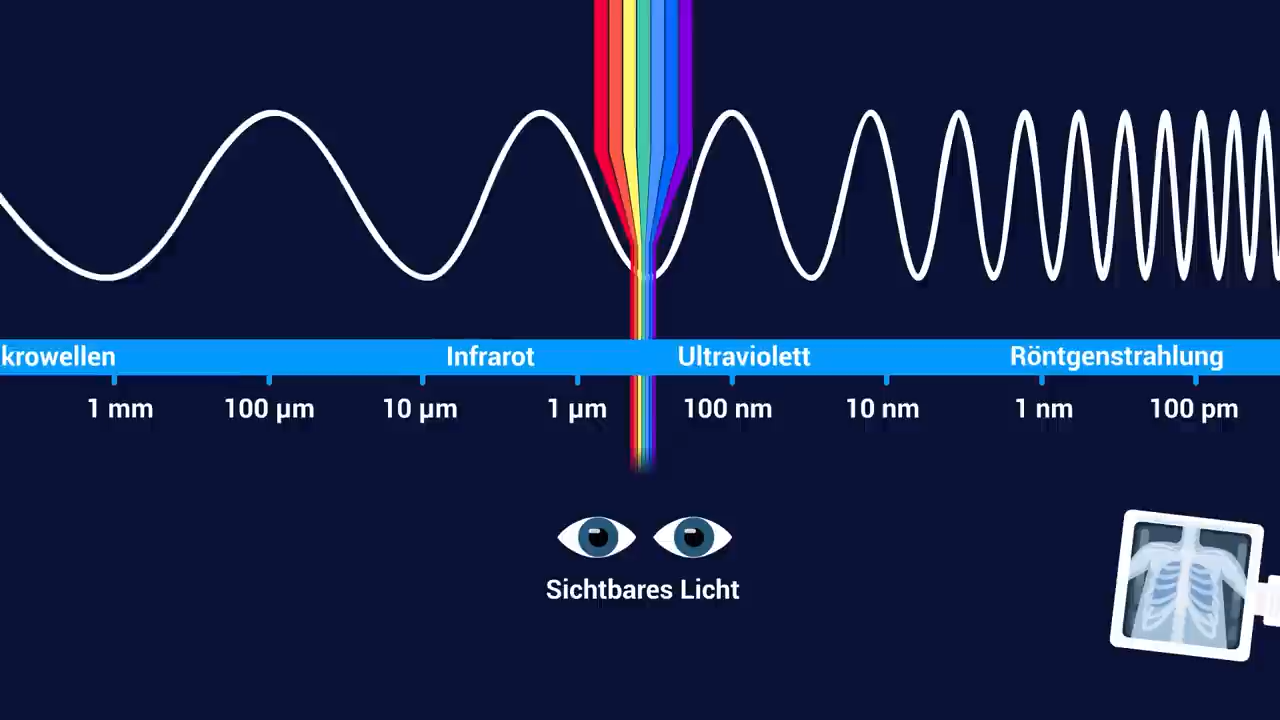 krowellen Infrarot Ultraviolett Röntgenstrahlung
1 mm 100 µm 10 µm 1 µm 100 nm 10 nm 1 nm 100 pm
Sichtbares Licht